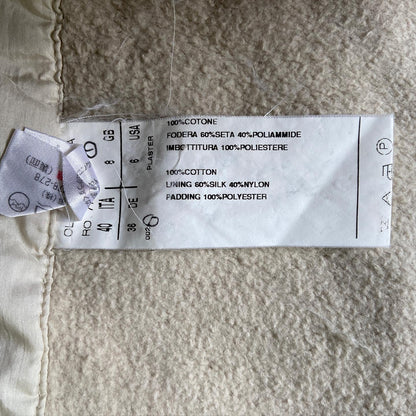 100%COTONE
FODERA 60%SETA 40%POLIAMMIDE
IMBOTTITURA 100%POLIESTERE
100%COTTON
LINING 60%SILK 40%NYLON
PADDING 100%POLYESTER
GB USA
8 6
ITA DE
40 36
PLASTER
6
P